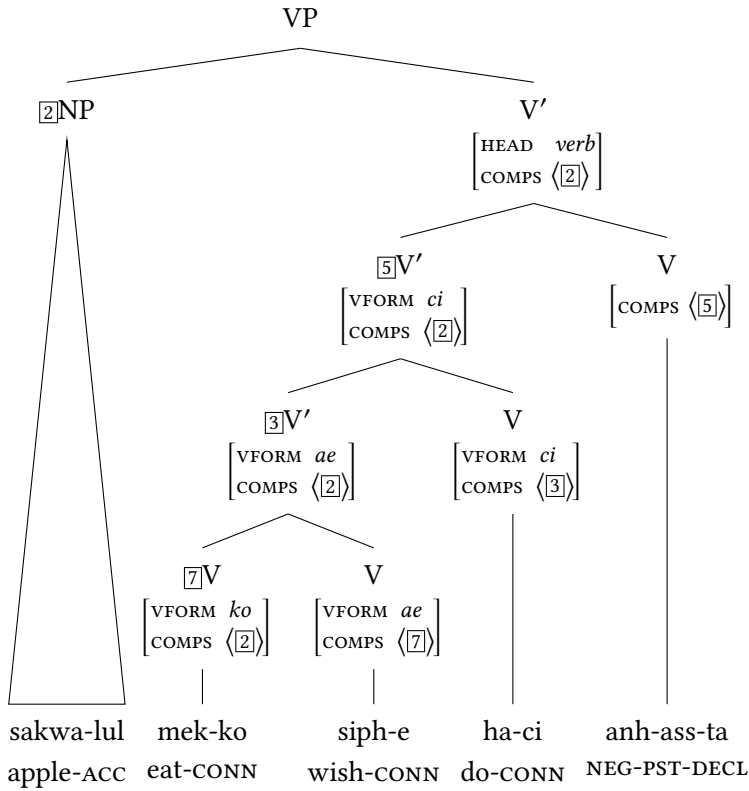 VP
2NP V′
[HEAD verb
COMPS ⟨2⟩]
5V′ V
[VFORM ci
COMPS ⟨2⟩] [COMPS ⟨5⟩]
3V′ V
[VFORM ae
COMPS ⟨2⟩] [VFORM ci
COMPS ⟨3⟩]
7V V
[VFORM ko
COMPS ⟨2⟩] [VFORM ae
COMPS ⟨7⟩]
sakwa-lul mek-ko siph-e ha-ci anh-ass-ta
apple-ACC eat-CONN wish-CONN do-CONN NEG-PST-DECL